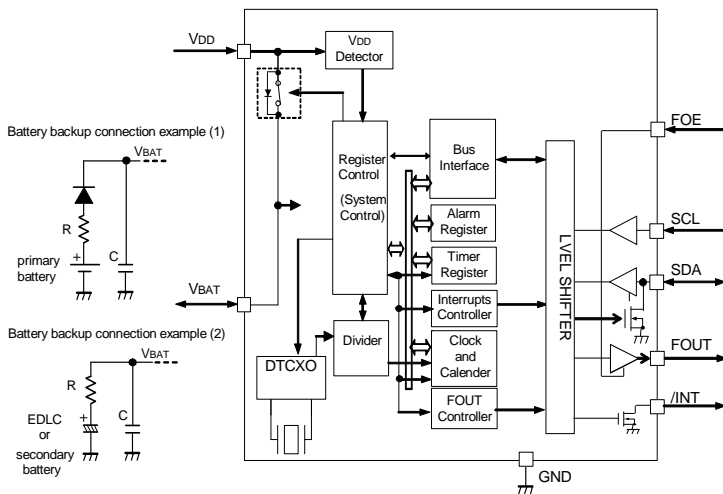 VDD
VDD
Detector
FOE
Battery backup connection example (1)
VBAT
R
+
C
primary
battery
Register
Control
(System
Control)
Bus
Interface
Alarm
Register
Timer
Register
Interrupts
Controller
Clock
and
Calender
FOUT
Controller
LVEL SHIFTER
SCL
SDA
FOUT
/INT
VBAT
Battery backup connection example (2)
VBAT
R
+
C
EDLC
or
secondary
battery
DTCXO
Divider
GND